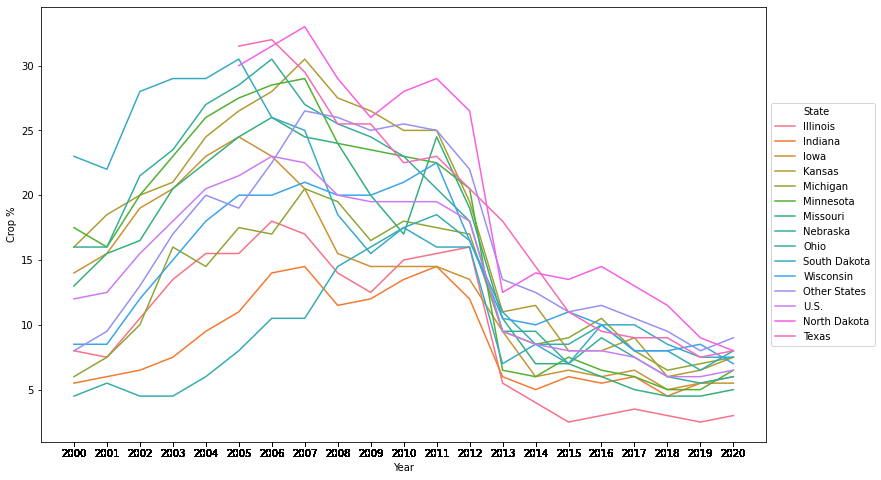 30
25
20
15
10
5
Crop %
2000 2001 2002 2003 2004 2005 2006 2007 2008 2009 2010 2011 2012 2013 2014 2015 2016 2017 2018 2019 2020
Year
State
Illinois
Indiana
Iowa
Kansas
Michigan
Minnesota
Missouri
Nebraska
Ohio
South Dakota
Wisconsin
Other States
U.S.
North Dakota
Texas